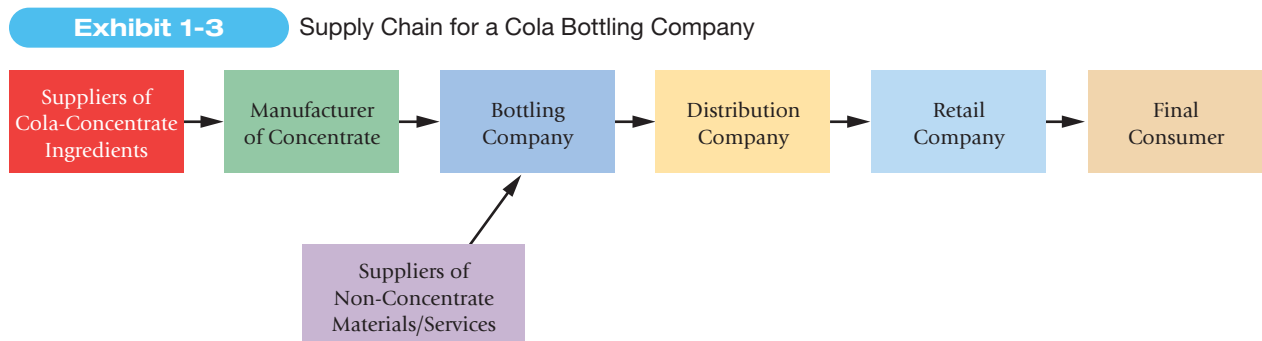 Exhibit 1-3 Supply Chain for a Cola Bottling Company
Suppliers of
Cola-Concentrate
Ingredients
Manufacturer
of Concentrate
Bottling
Company
Distribution
Company
Retail
Company
Final
Consumer
Suppliers of
Non-Concentrate
Materials/Services